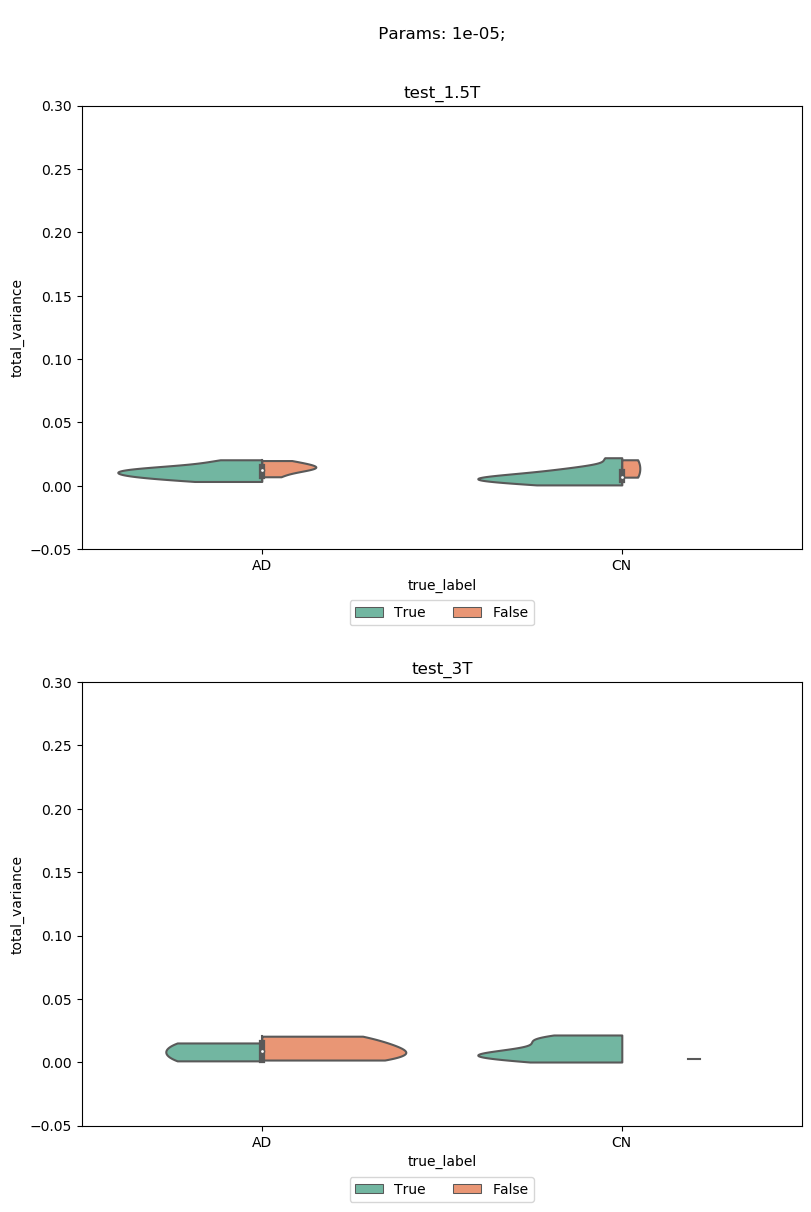 Params: 1e-05;
test_1.5T
0.30
0.25
0.20
0.15
0.10
0.05
0.00
−0.05
total_variance
AD CN
true_label
True False
test_3T
0.30
0.25
0.20
0.15
0.10
0.05
0.00
−0.05
total_variance
AD CN
true_label
True False